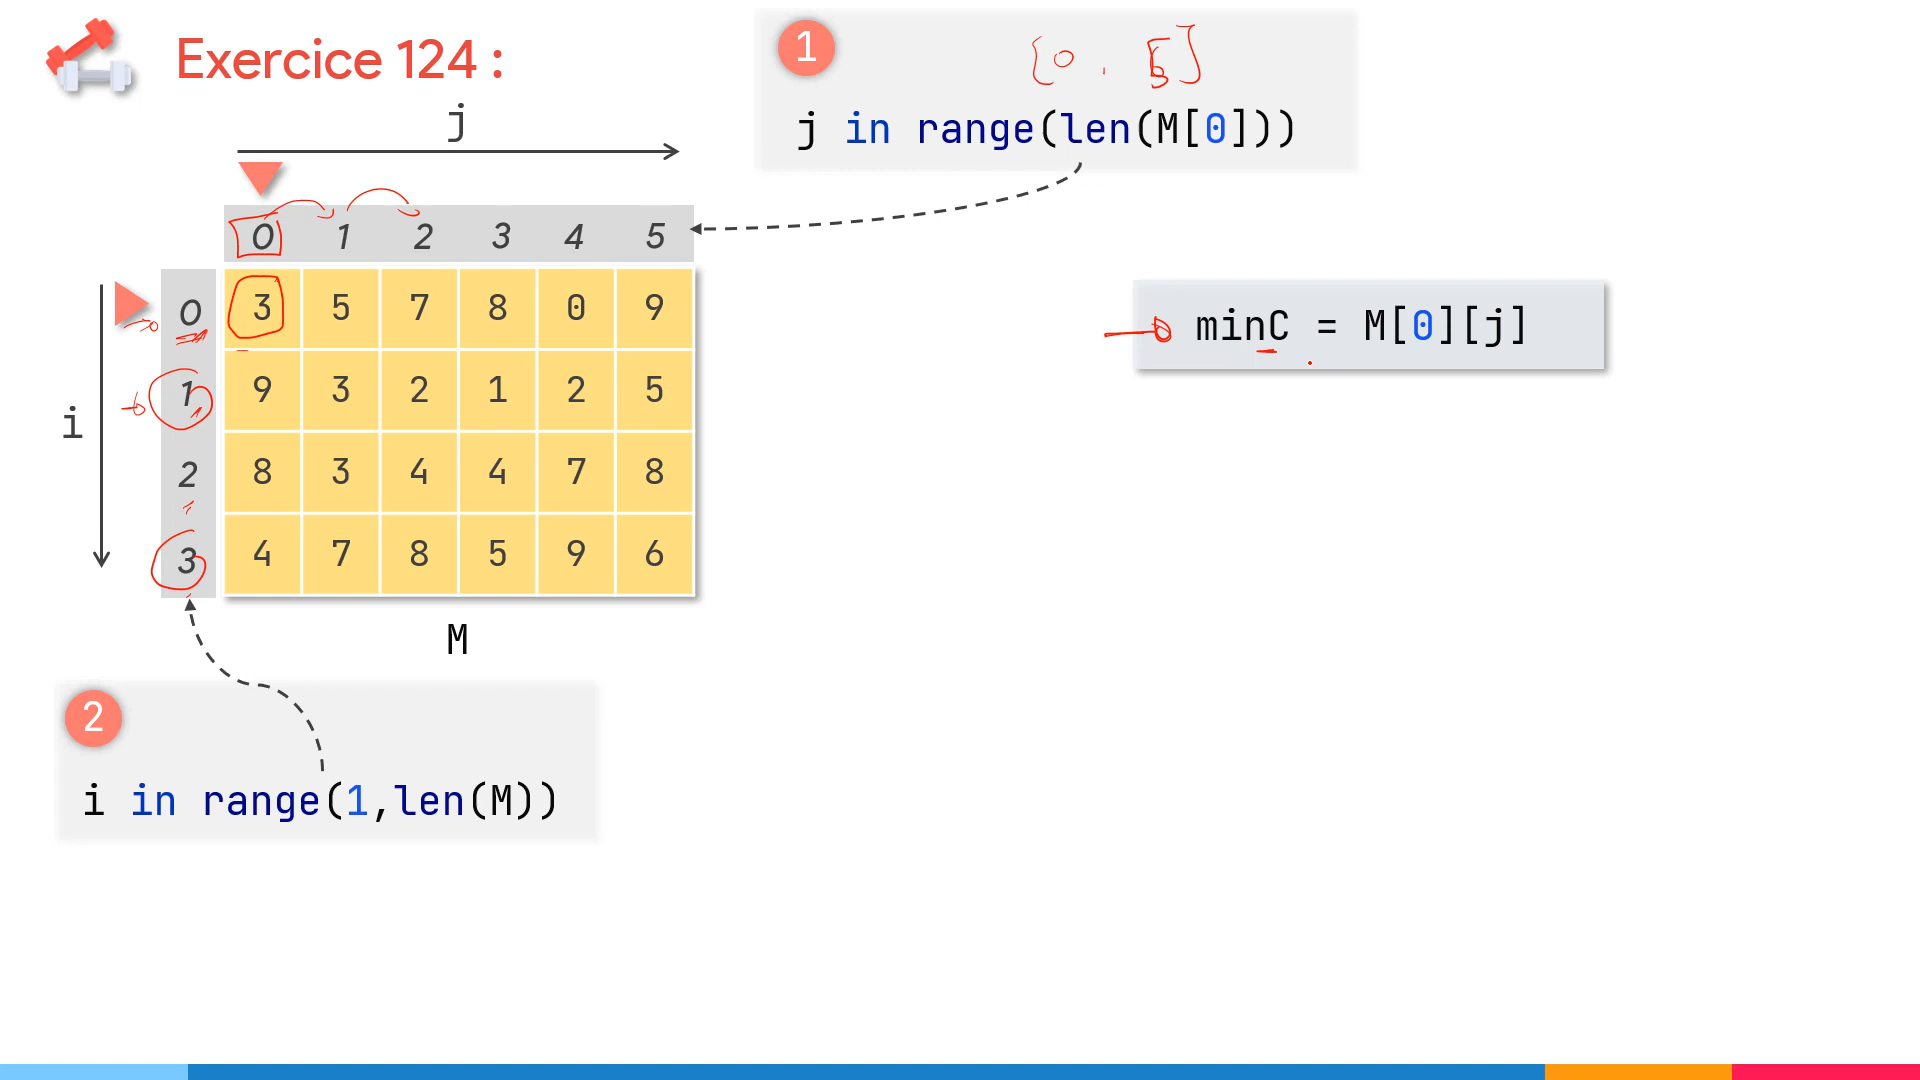 Exercice 124 :
1
[0 , 5]
j in range(len(M[0]))
j
0 1 2 3 4 5
0 3 5 7 8 0 9
minC = M[0][j]
1 9 3 2 1 2 5
i
2 8 3 4 4 7 8
3 4 7 8 5 9 6
M
2
i in range(1,len(M))